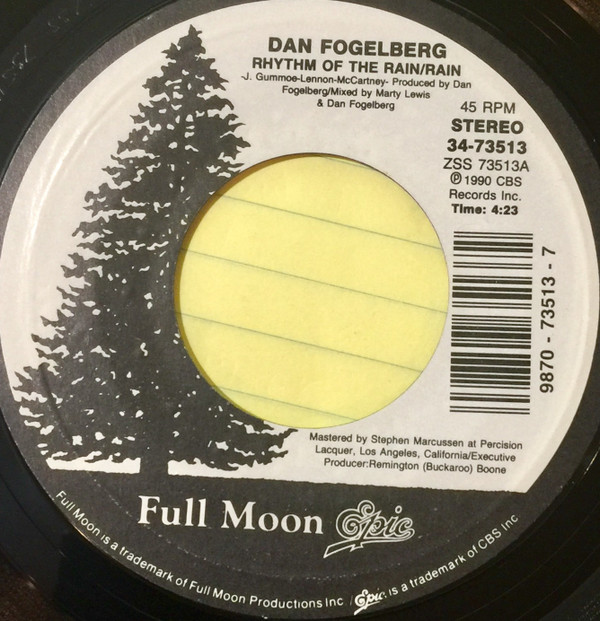 DAN FOGELBERG
RHYTHM OF THE RAIN/RAIN
-J. Gummoe-Lennon-McCartney- Produced by Dan
Fogelberg/Mixed by Marty Lewis
& Dan Fogelberg
45 RPM
STEREO
34-73513
ZSS 73513A
℗ 1990 CBS
Records Inc.
Time: 4:23
9870 - 73513 - 7
Mastered by Stephen Marcussen at Percision
Lacquer, Los Angeles, California/Executive
Producer:Remington (Buckaroo) Boone
Full Moon Epic
Full Moon is a trademark of Full Moon Productions Inc. / Epic. is a trademark of CBS Inc.